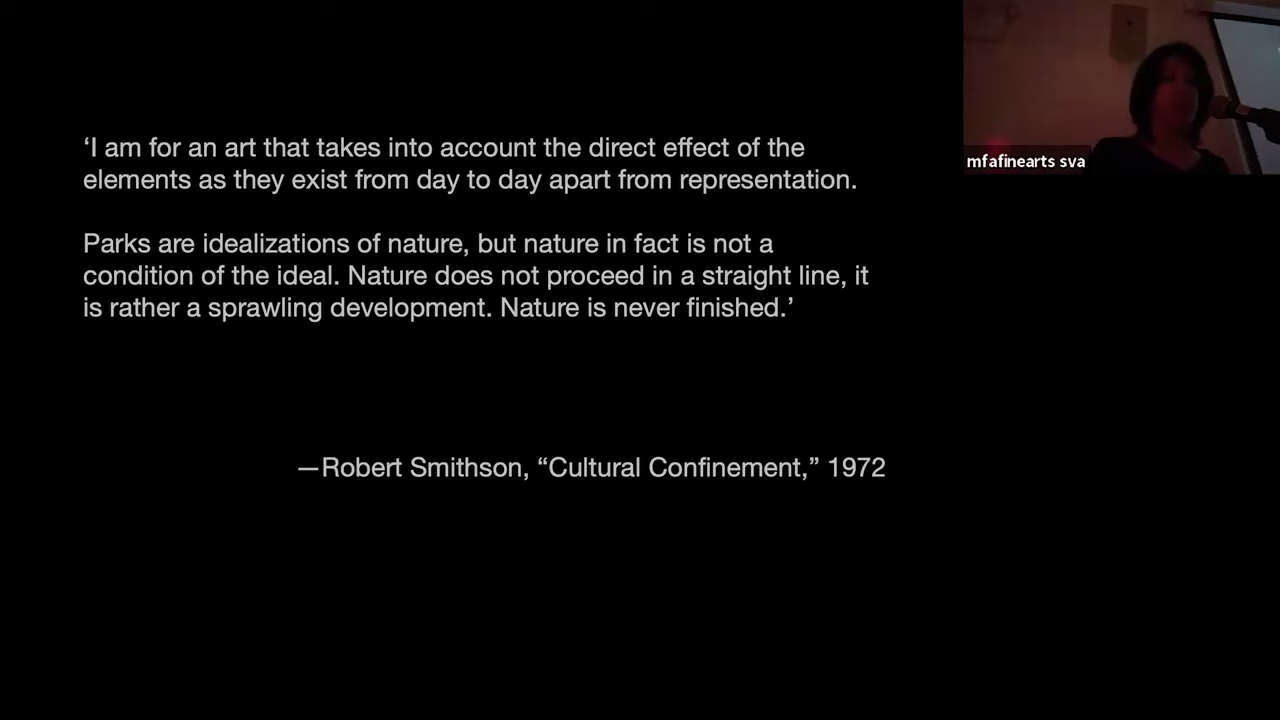 ‘I am for an art that takes into account the direct effect of the
elements as they exist from day to day apart from representation.
Parks are idealizations of nature, but nature in fact is not a
condition of the ideal. Nature does not proceed in a straight line, it
is rather a sprawling development. Nature is never finished.’
—Robert Smithson, “Cultural Confinement,” 1972
mfafinearts sva